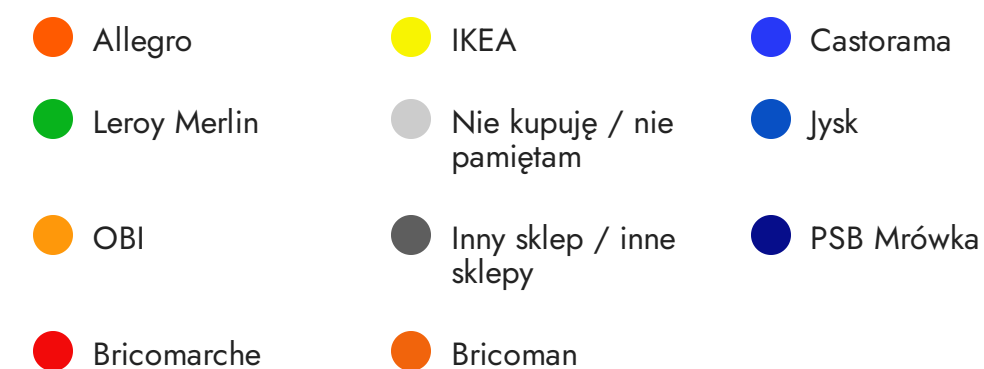 Allegro
IKEA
Castorama
Leroy Merlin
Nie kupuję / nie
pamiętam
Jysk
OBI
Inny sklep / inne
sklepy
PSB Mrówka
Bricomarche
Bricoman